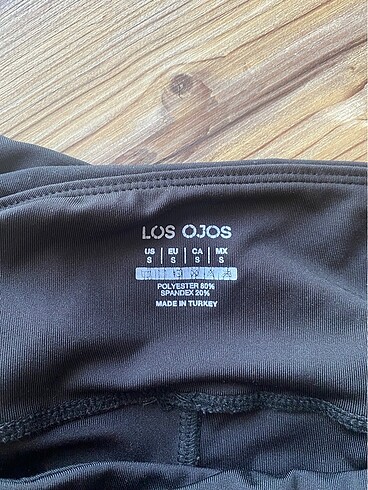 LOS OJOS
US | EU | CA | MX
S | S | S | S
POLYESTER 80%
SPANDEX 20%
MADE IN TURKEY